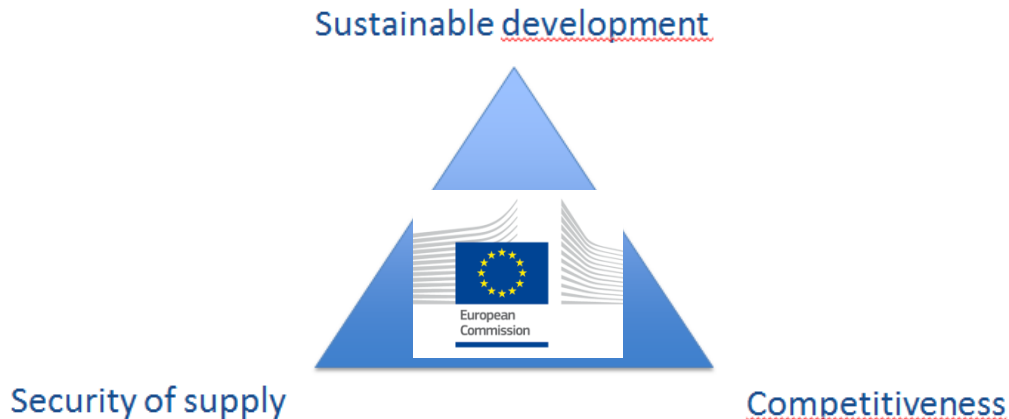 Sustainable development
European
Commission
Security of supply
Competitiveness